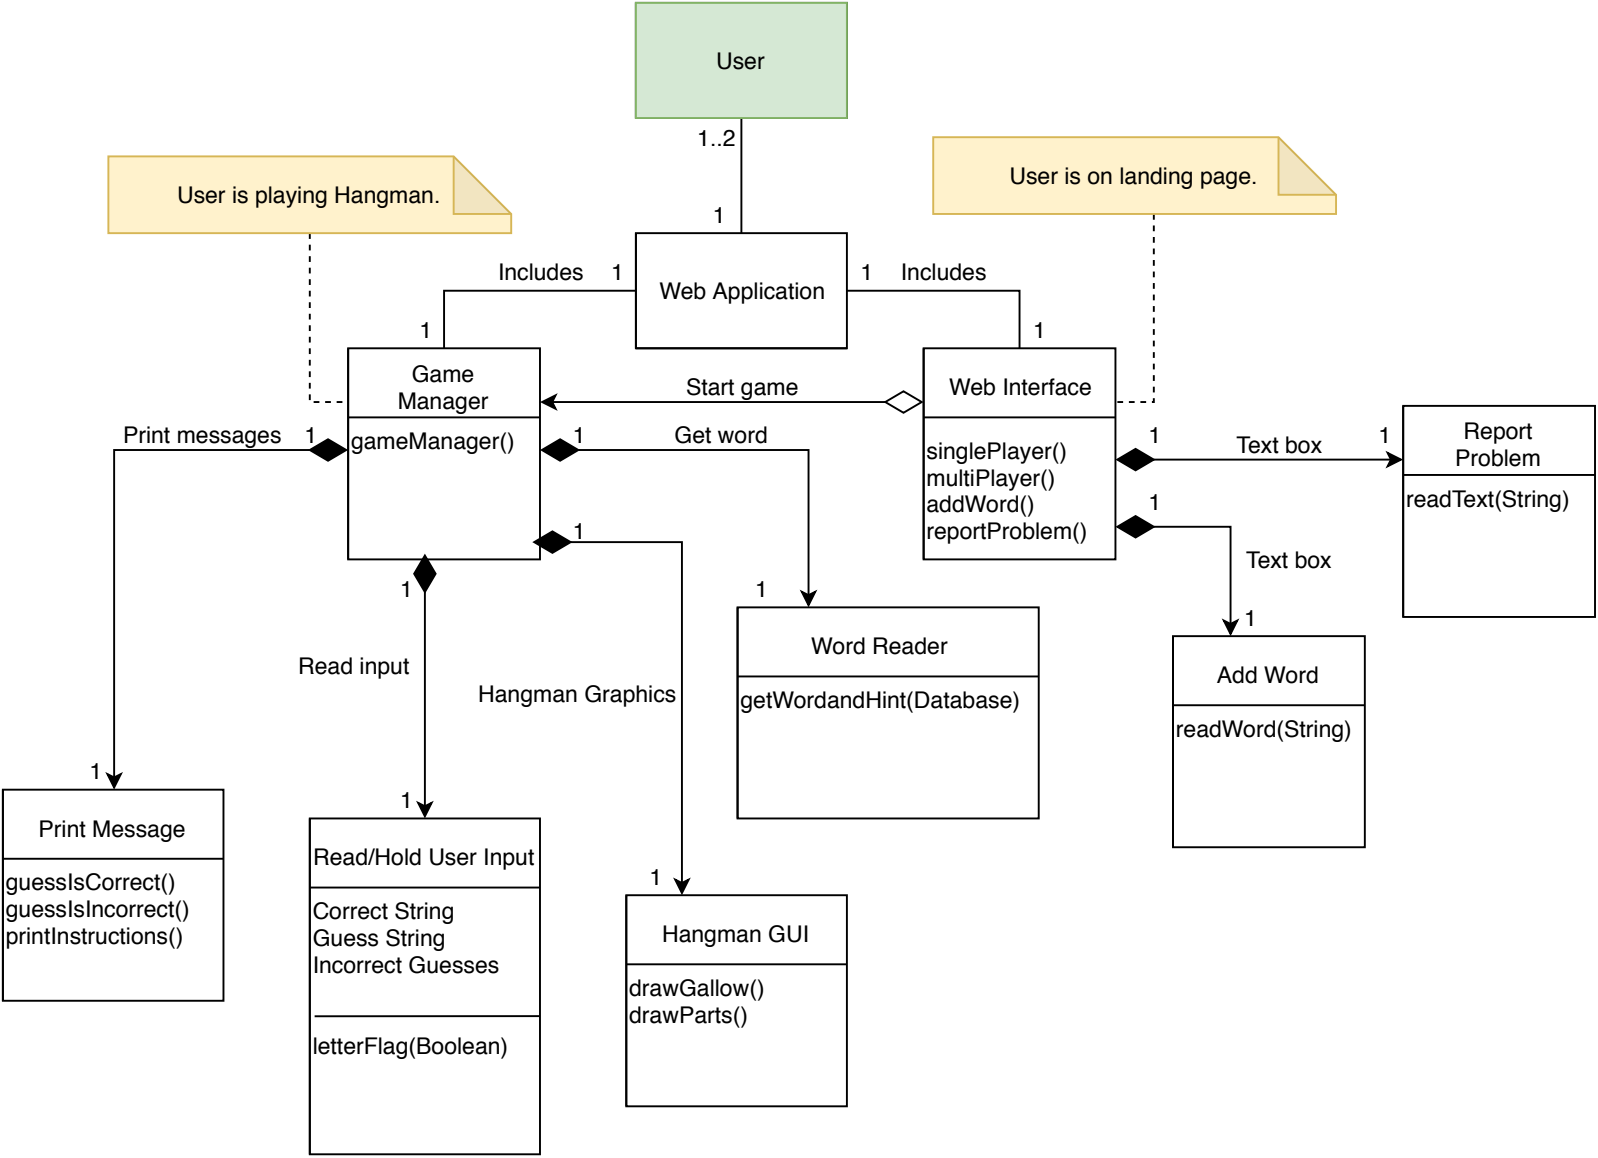 User
1..2
1
User is playing Hangman.
User is on landing page.
Includes
1
Web Application
1
Includes
1
1
Game
Manager
gameManager()
Start game
Web Interface
singlePlayer()
multiPlayer()
addWord()
reportProblem()
Print messages
1
1
Get word
1
Text box
1
Report
Problem
readText(String)
1
Text box
1
1
1
1
Read input
Hangman Graphics
Word Reader
getWordandHint(Database)
Add Word
readWord(String)
1
Print Message
guessIsCorrect()
guessIsIncorrect()
printInstructions()
1
Read/Hold User Input
Correct String
Guess String
Incorrect Guesses
letterFlag(Boolean)
1
Hangman GUI
drawGallow()
drawParts()